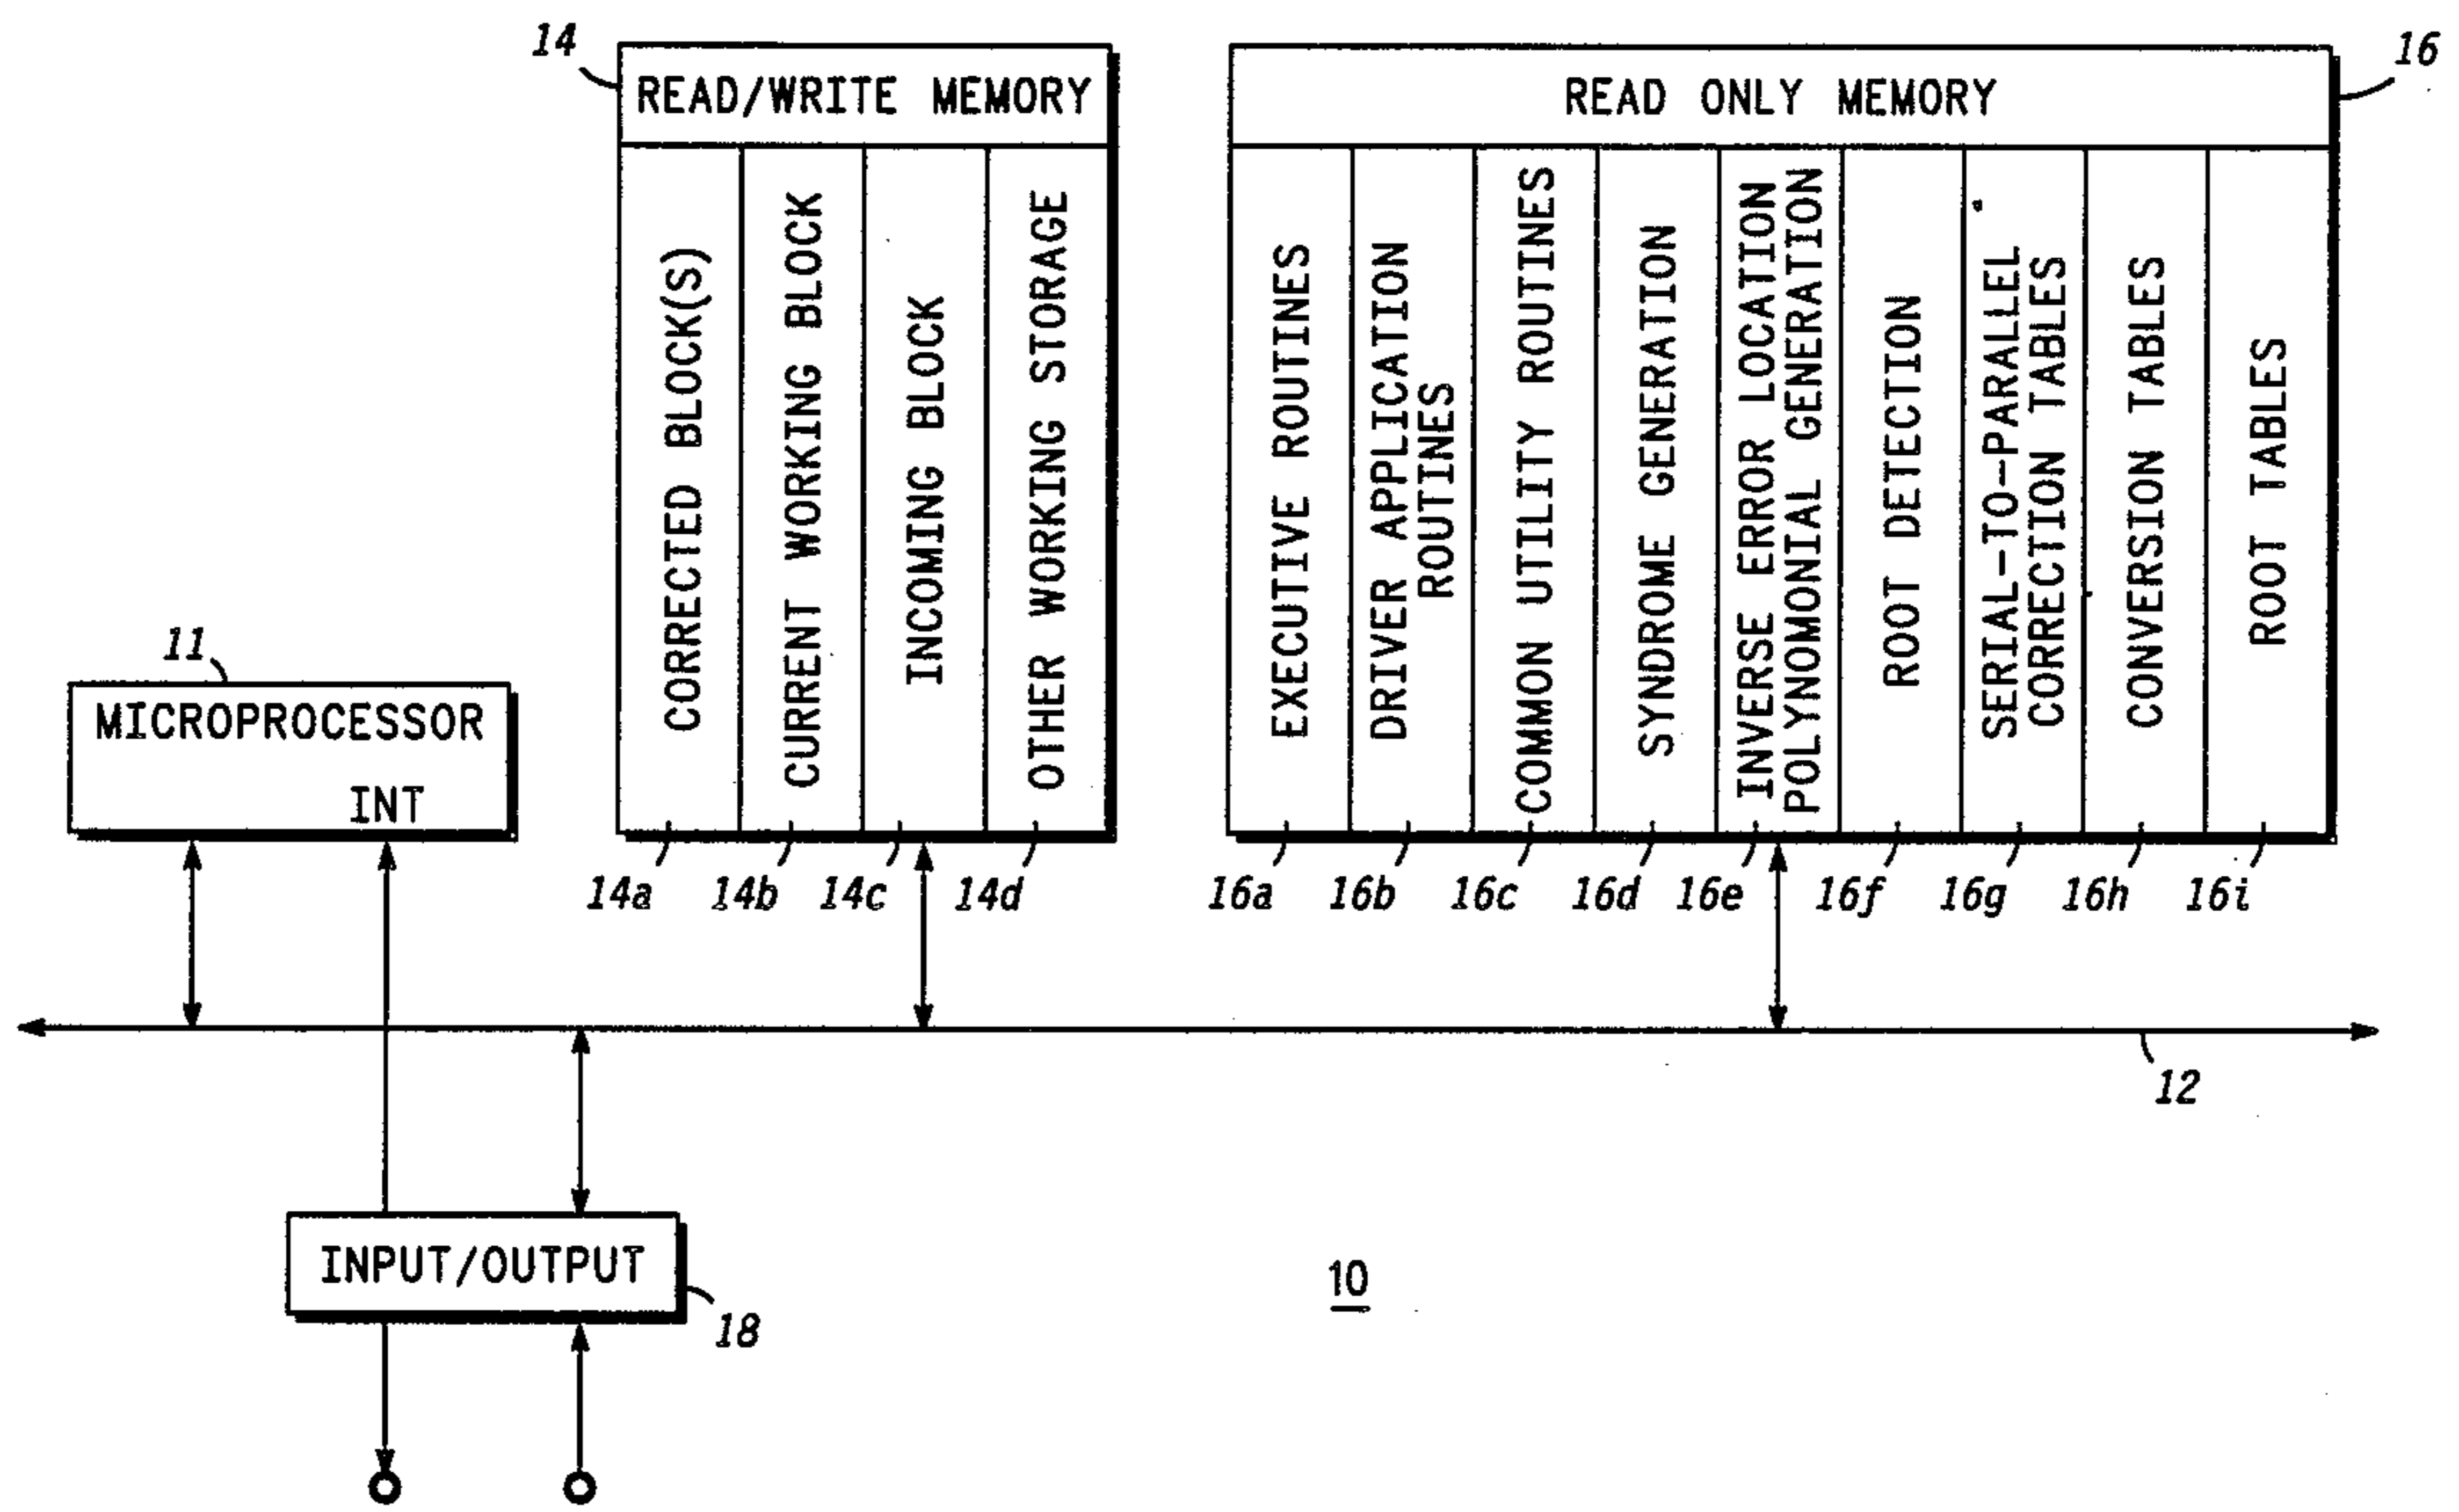 14
READ/WRITE MEMORY
CORRECTED BLOCK(S)
CURRENT WORKING BLOCK
INCOMING BLOCK
OTHER WORKING STORAGE
14a 14b 14c 14d
16
READ ONLY MEMORY
EXECUTIVE ROUTINES
DRIVER APPLICATION
ROUTINES
COMMON UTILITY ROUTINES
SYNDROME GENERATION
INVERSE ERROR LOCATION
POLYNOMONIAL GENERATION
ROOT DETECTION
SERIAL-TO-PARALLEL
CORRECTION TABLES
CONVERSION TABLES
ROOT TABLES
16a 16b 16c 16d 16e 16f 16g 16h 16i
11
MICROPROCESSOR
INT
12
INPUT/OUTPUT
18
10